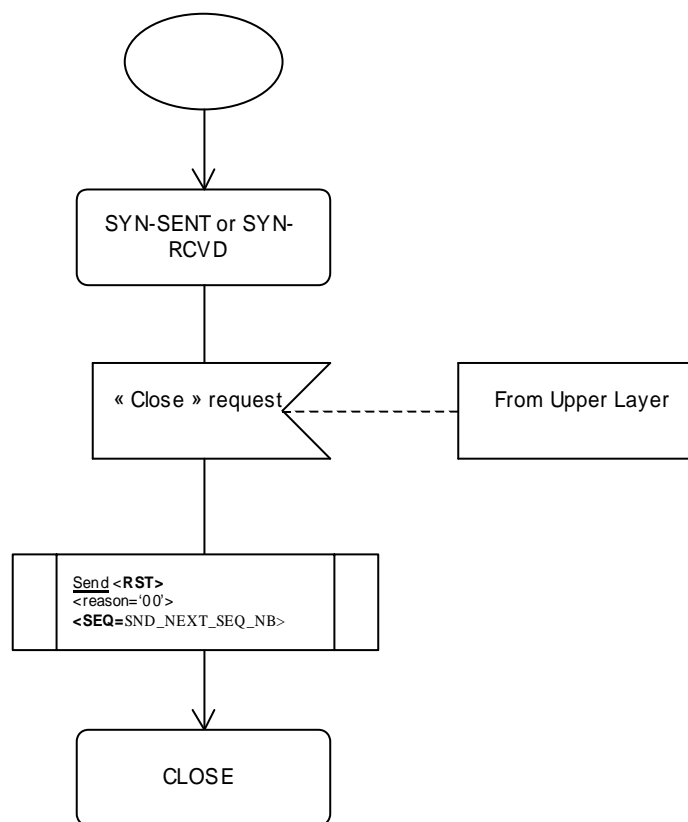 SYN-SENT or SYN-
RCVD
« Close » request
From Upper Layer
Send <RST>
<reason=‘00’>
<SEQ=SND_NEXT_SEQ_NB>
CLOSE